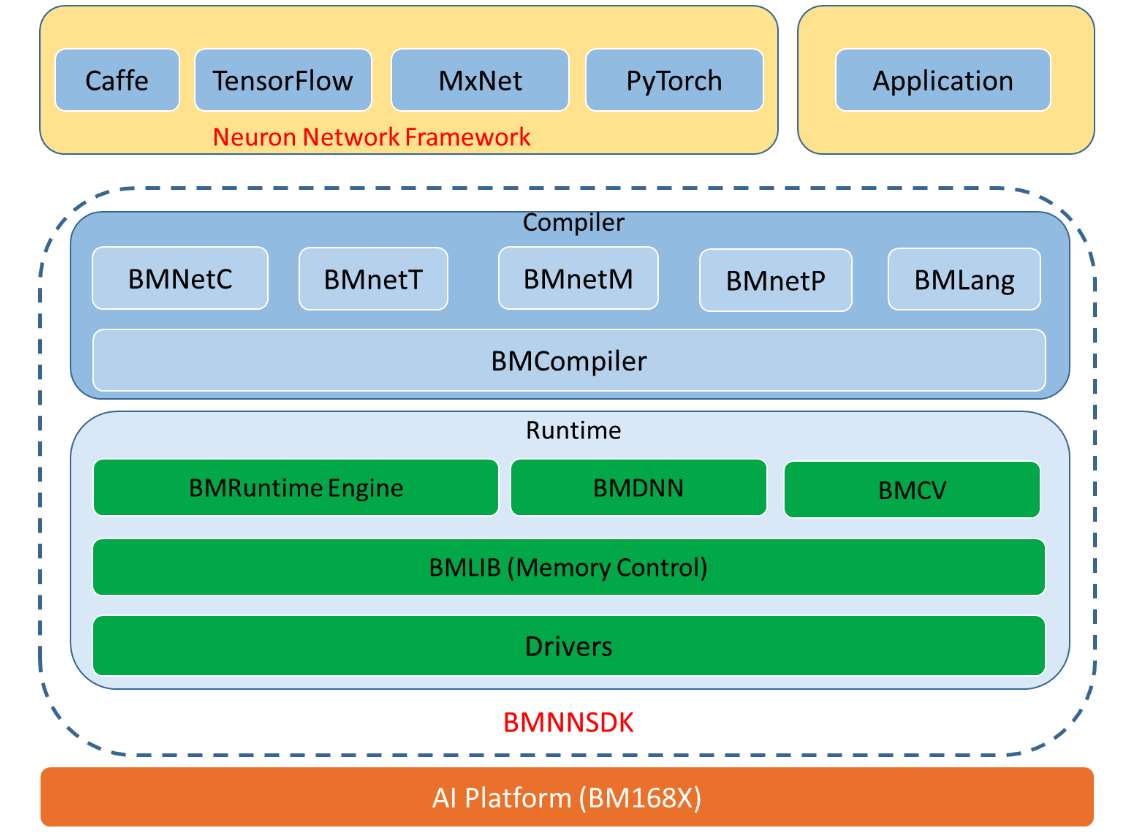 Caffe
TensorFlow
MxNet
PyTorch
Neuron Network Framework
Application
Compiler
BMNetC
BMnetT
BMnetM
BMnetP
BMLang
BMCompiler
Runtime
BMRuntime Engine
BMDNN
BMCV
BMLIB (Memory Control)
Drivers
BMNNSDK
AI Platform (BM168X)